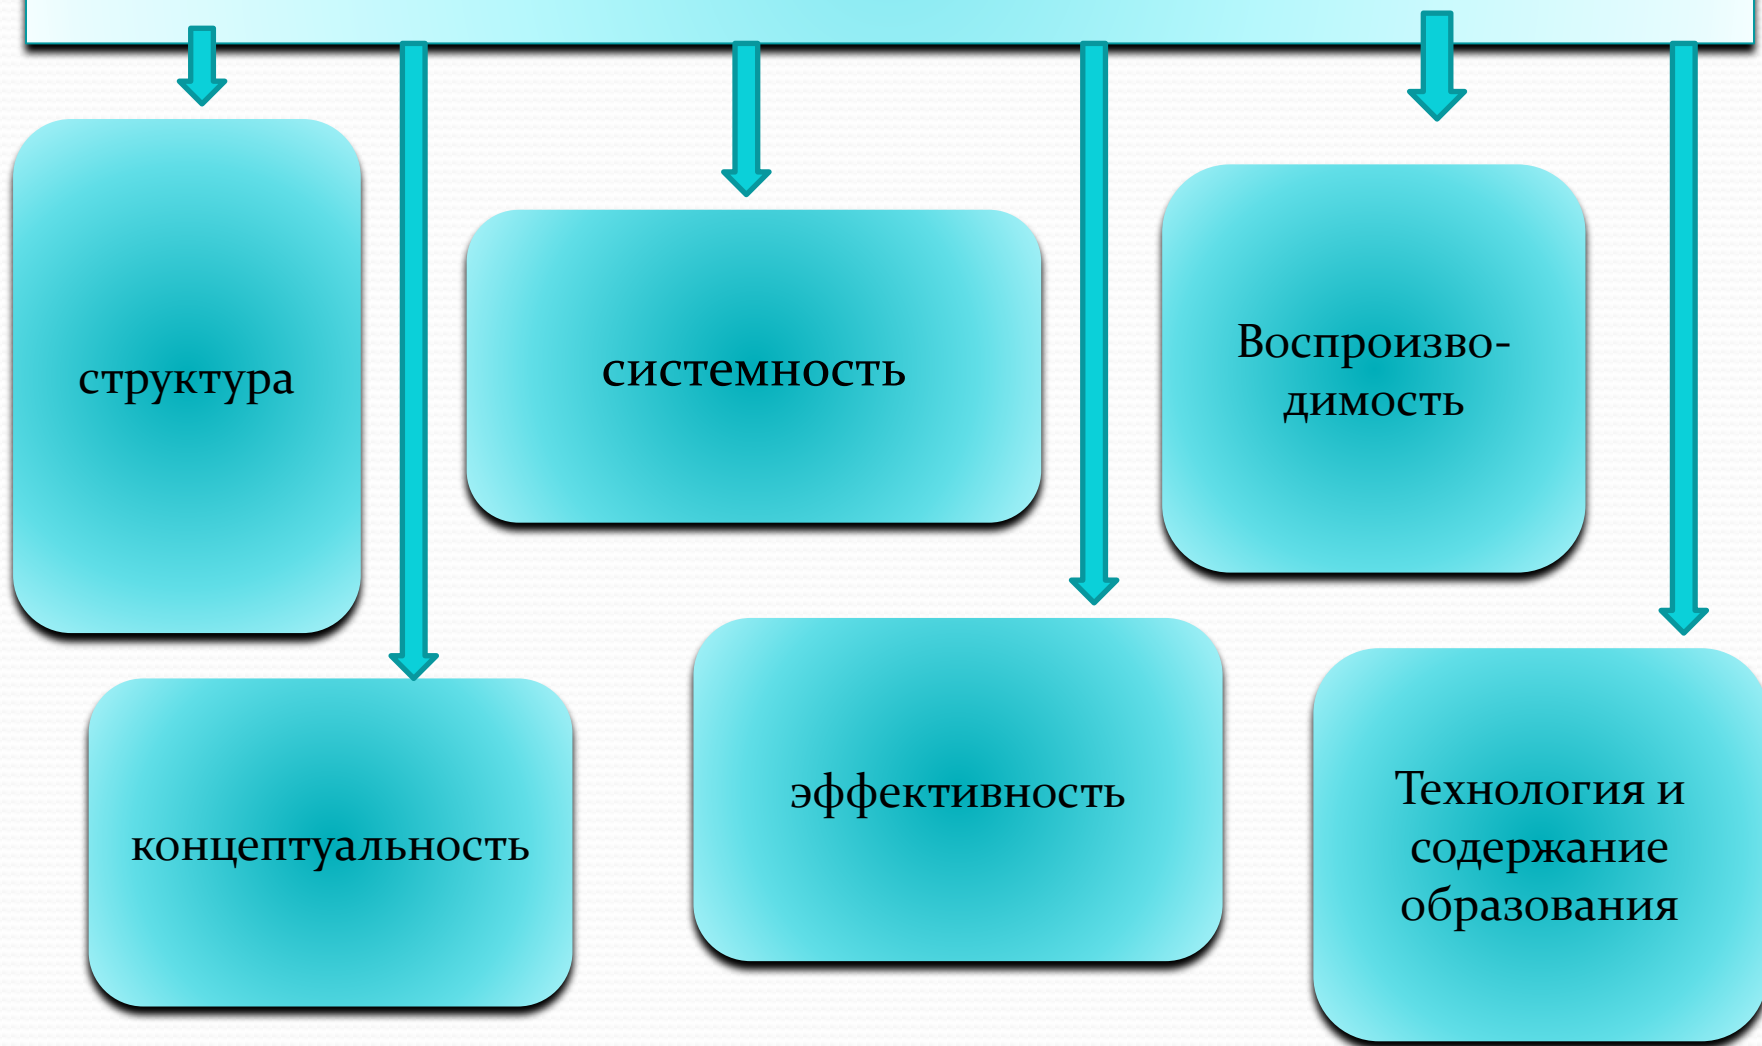 структура
системность
Воспроизво-
димость
концептуальность
эффективность
Технология и
содержание
образования